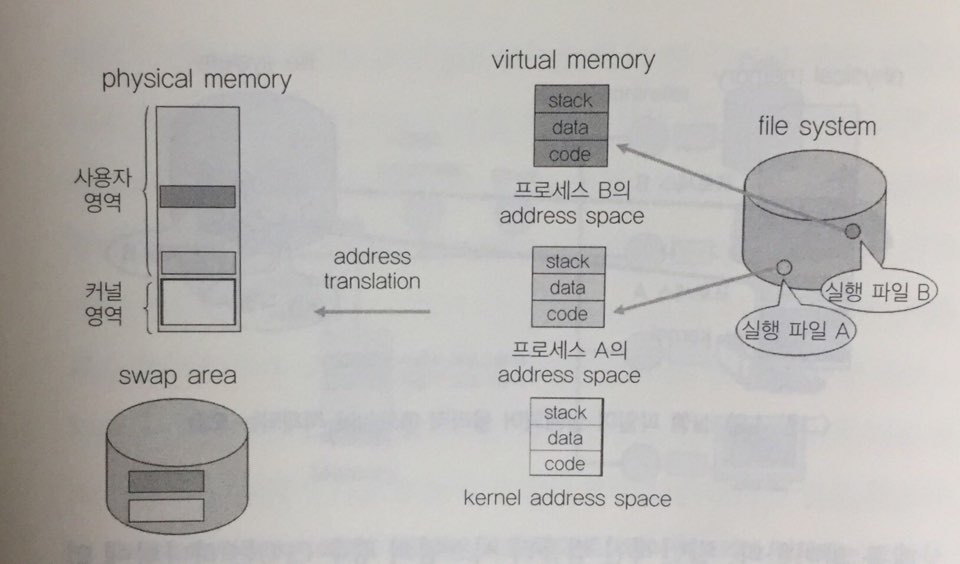 physical memory
사용자
영역
커널
영역
swap area
address
translation
virtual memory
stack
data
code
프로세스 B의
address space
stack
data
code
프로세스 A의
address space
stack
data
code
kernel address space
file system
실행 파일 B
실행 파일 A